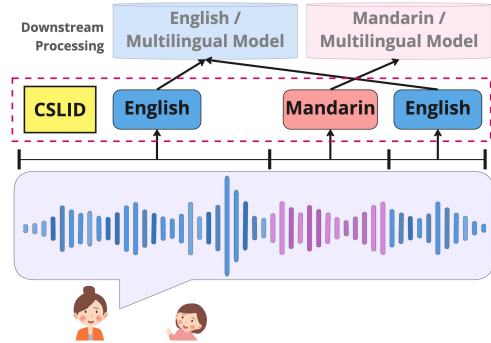 Downstream
Processing
English /
Multilingual Model
Mandarin /
Multilingual Model
CSLID
English
Mandarin
English